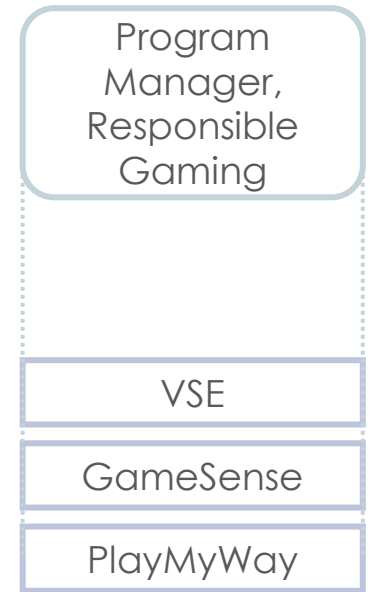 Program
Manager,
Responsible
Gaming
VSE
GameSense
PlayMyWay